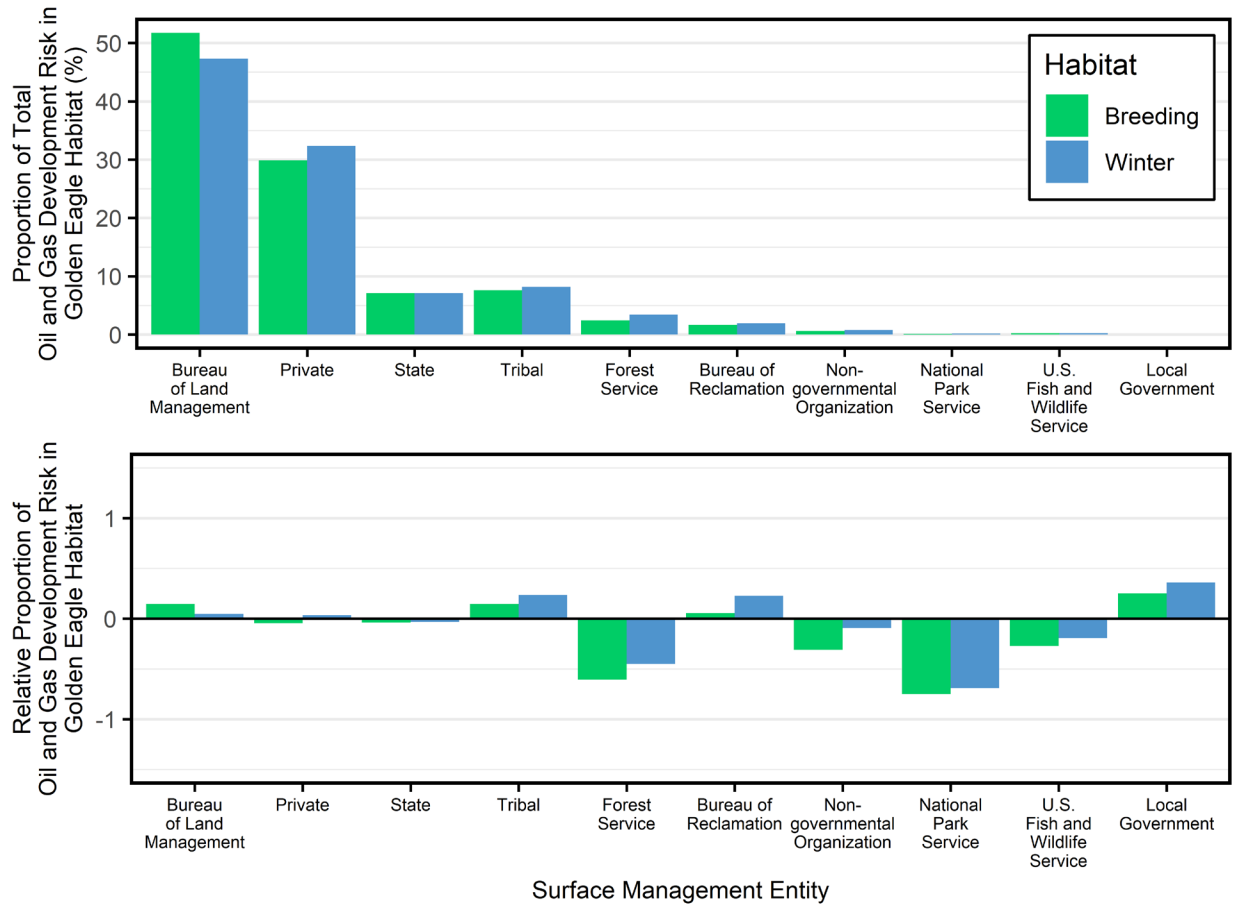 Proportion of Total
Oil and Gas Development Risk in
Golden Eagle Habitat (%)
50
40
30
20
10
0
Habitat
Breeding
Winter
Bureau
of Land
Management
Private
State
Tribal
Forest
Service
Bureau of
Reclamation
Non-
governmental
Organization
National
Park
Service
U.S.
Fish and
Wildlife
Service
Local
Government
Relative Proportion of
Oil and Gas Development Risk in
Golden Eagle Habitat
1
0
-1
Bureau
of Land
Management
Private
State
Tribal
Forest
Service
Bureau of
Reclamation
Non-
governmental
Organization
National
Park
Service
U.S.
Fish and
Wildlife
Service
Local
Government
Surface Management Entity